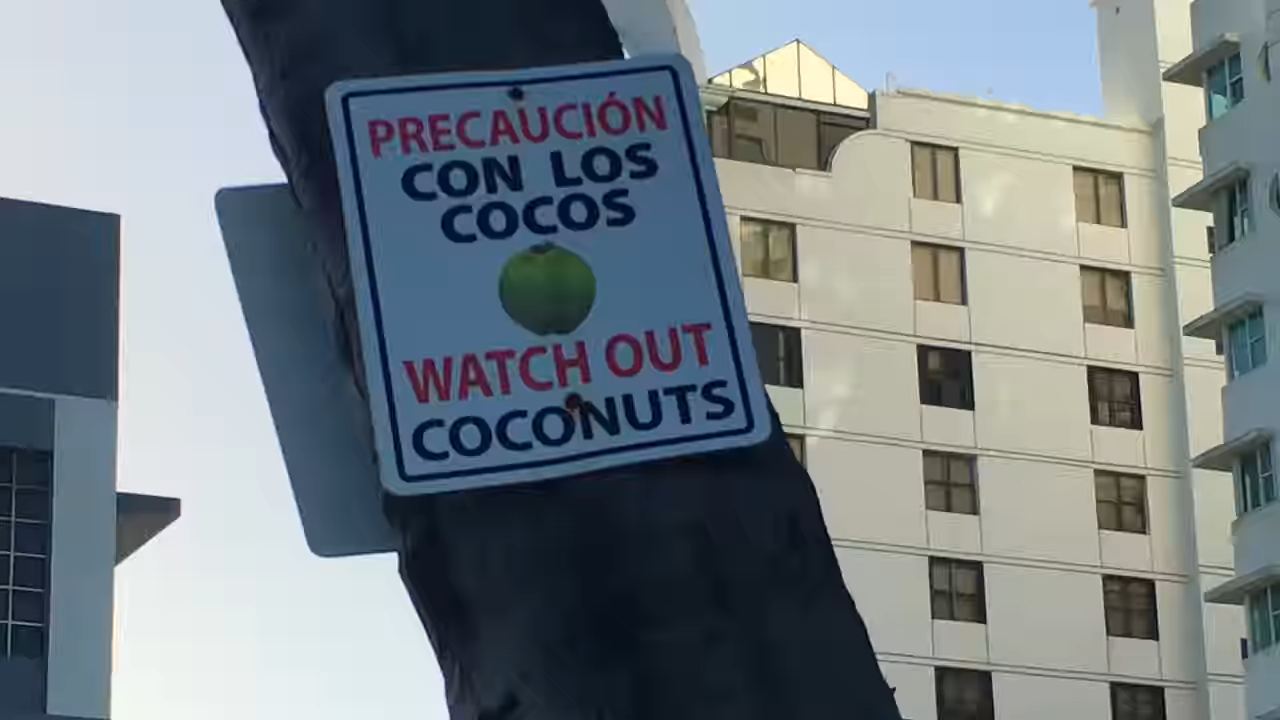 PRECAUCIÓN
CON LOS
COCOS
WATCH OUT
COCONUTS